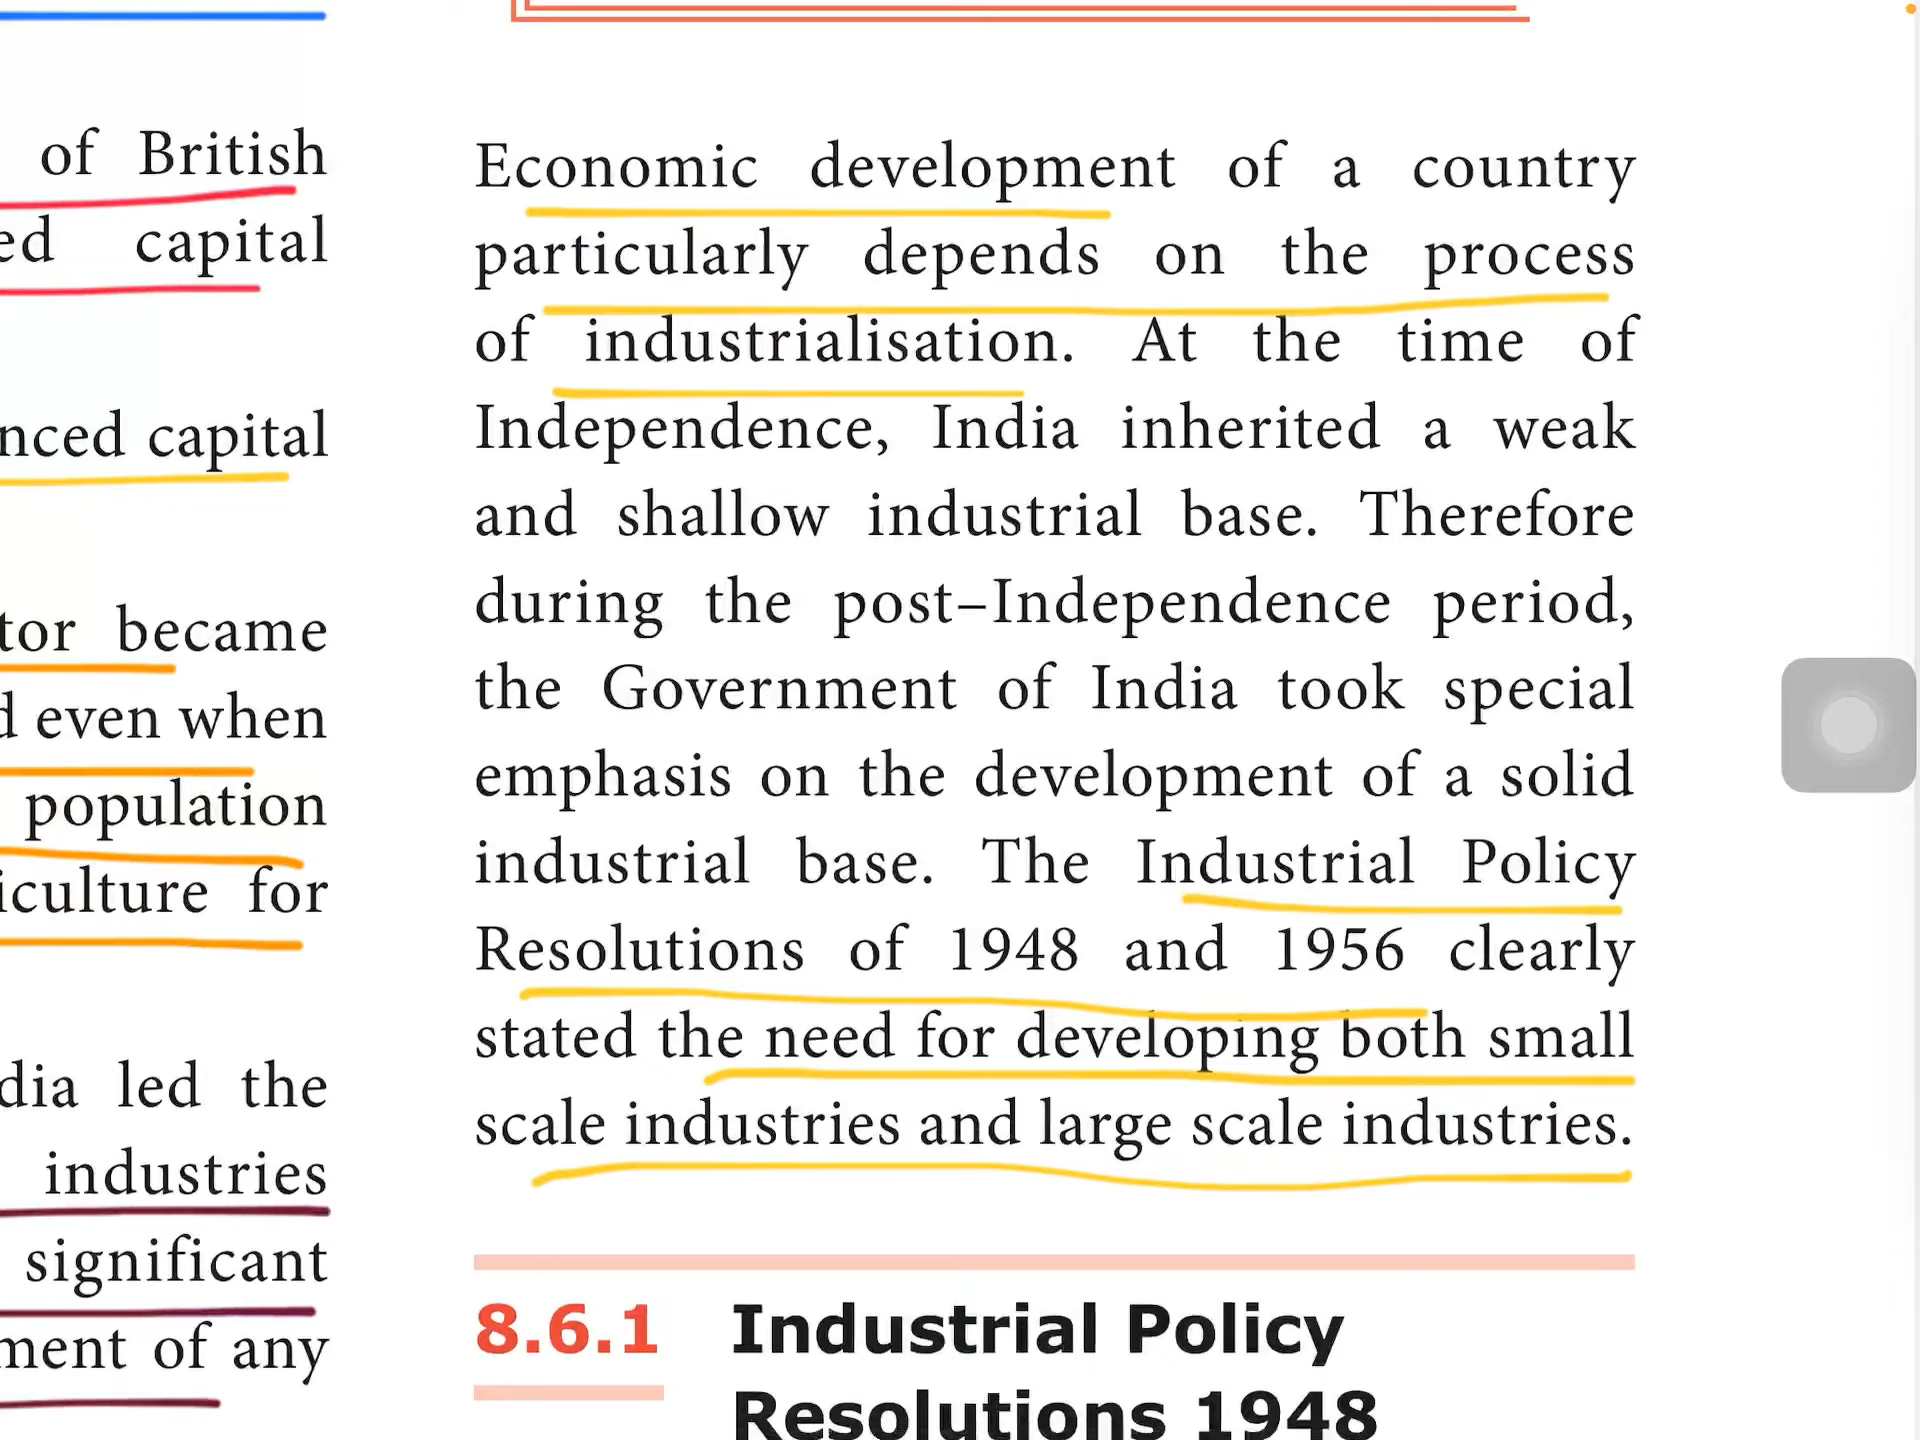 of British
capital
capital
became
even when
population
for
led the
industries
significant
of any
Economic development of a country
particularly depends on the process
of industrialisation. At the time of
Independence, India inherited a weak
and shallow industrial base. Therefore
during the post–Independence period,
the Government of India took special
emphasis on the development of a solid
industrial base. The Industrial Policy
Resolutions of 1948 and 1956 clearly
stated the need for developing both small
scale industries and large scale industries.
8.6.1 Industrial Policy
Resolutions 1948